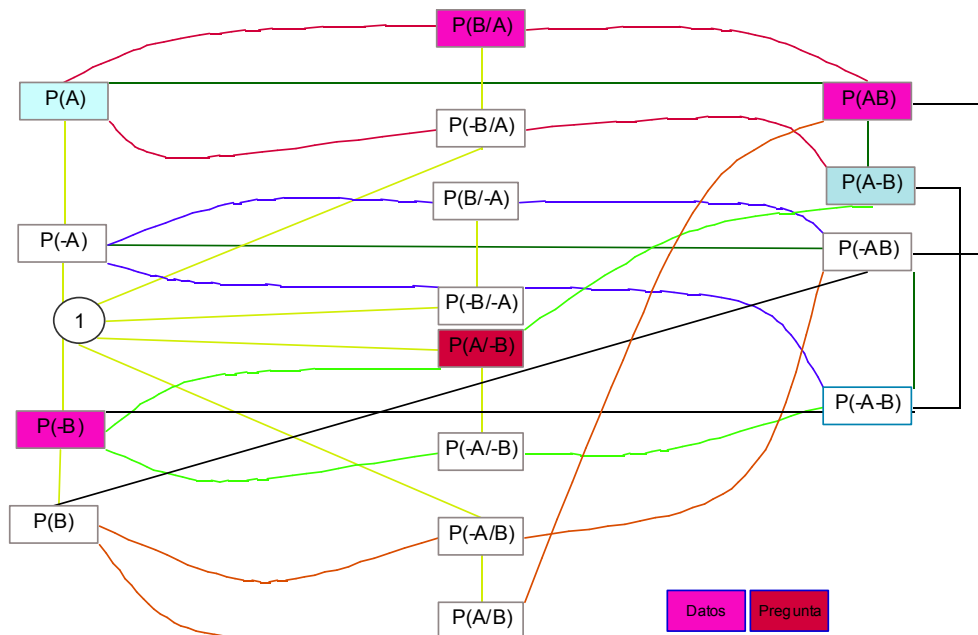 P(B/A)
P(A)
P(AB)
P(-B/A)
P(A-B)
P(B/-A)
P(-A)
P(-AB)
P(-B/-A)
1
P(A/-B)
P(-A-B)
P(-B)
P(-A/-B)
P(B)
P(-A/B)
P(A/B)
Datos
Pregunta